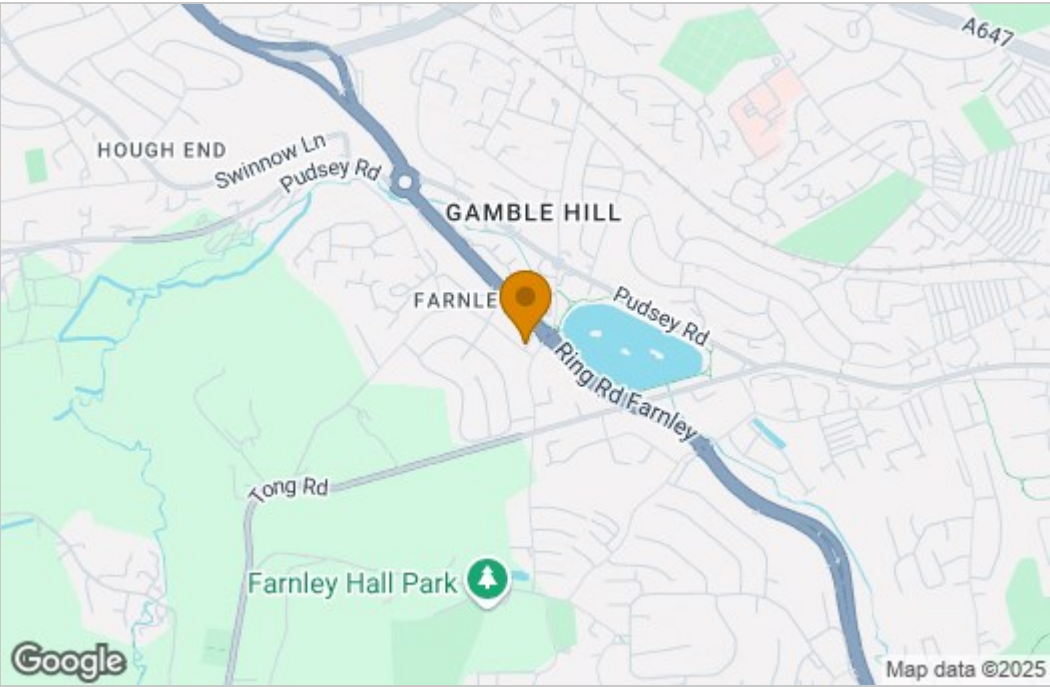 A647
HOUGH END
Swinnow Ln
Pudsey Rd
GAMBLE HILL
FARNLE
Pudsey Rd
Ring Rd Farnley
Tong Rd
Farnley Hall Park
Google
Map data ©2025